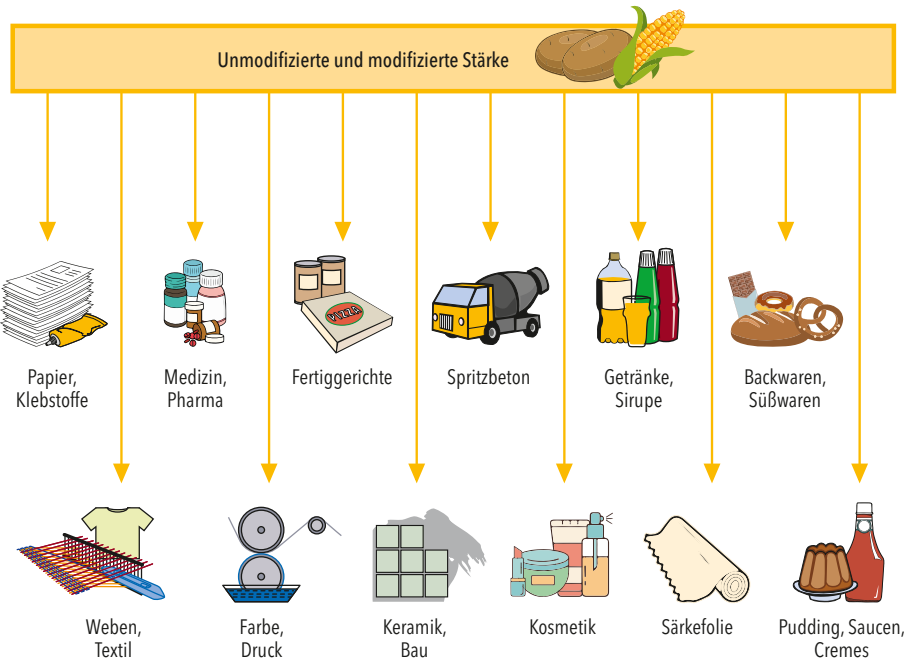 Unmodifizierte und modifizierte Stärke
PIZZA
Papier,
Klebstoffe
Medizin,
Pharma
Fertiggerichte
Spritzbeton
Getränke,
Sirupe
Backwaren,
Süßwaren
Weben,
Textil
Farbe,
Druck
Keramik,
Bau
Kosmetik
Särkefolie
Pudding, Saucen,
Cremes